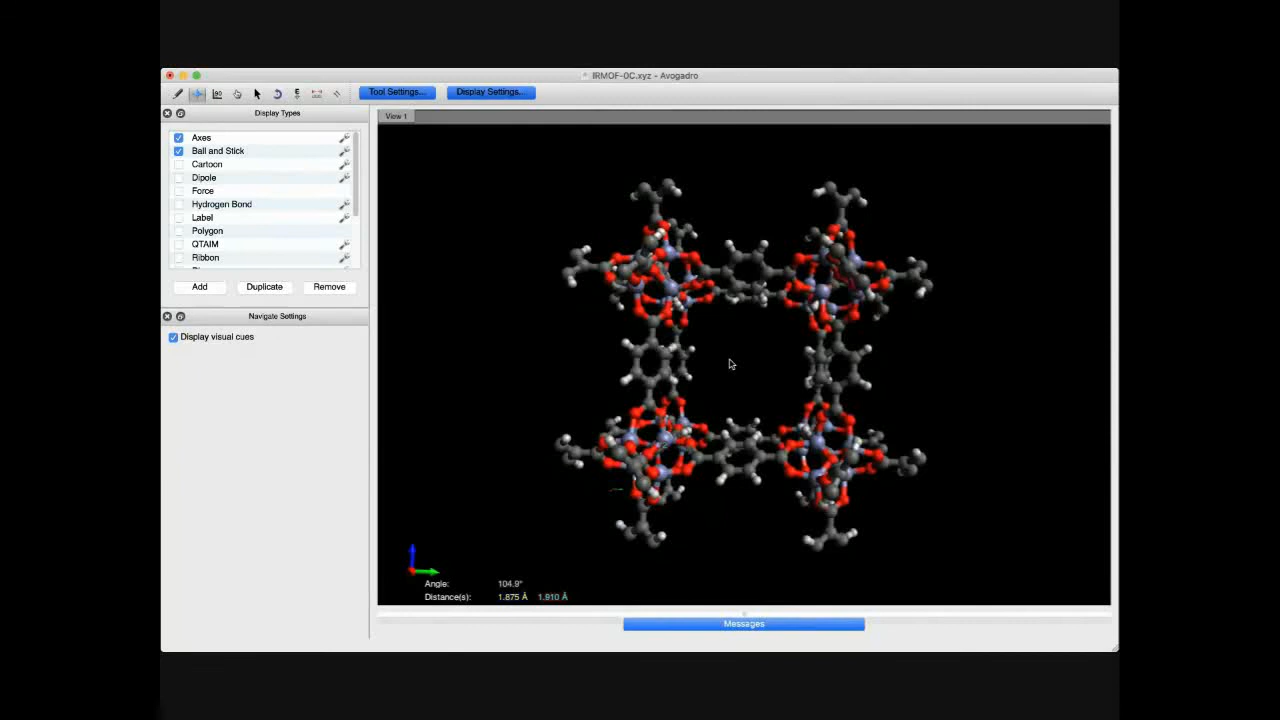 IRMOF-0C.xyz - Avogadro
Tool Settings...
Display Settings...
Display Types
View 1
Axes
Ball and Stick
Cartoon
Dipole
Force
Hydrogen Bond
Label
Polygon
QTAIM
Ribbon
Add
Duplicate
Remove
Navigate Settings
Display visual cues
Angle: 104.9°
Distance(s): 1.875 Å 1.910 Å
Messages